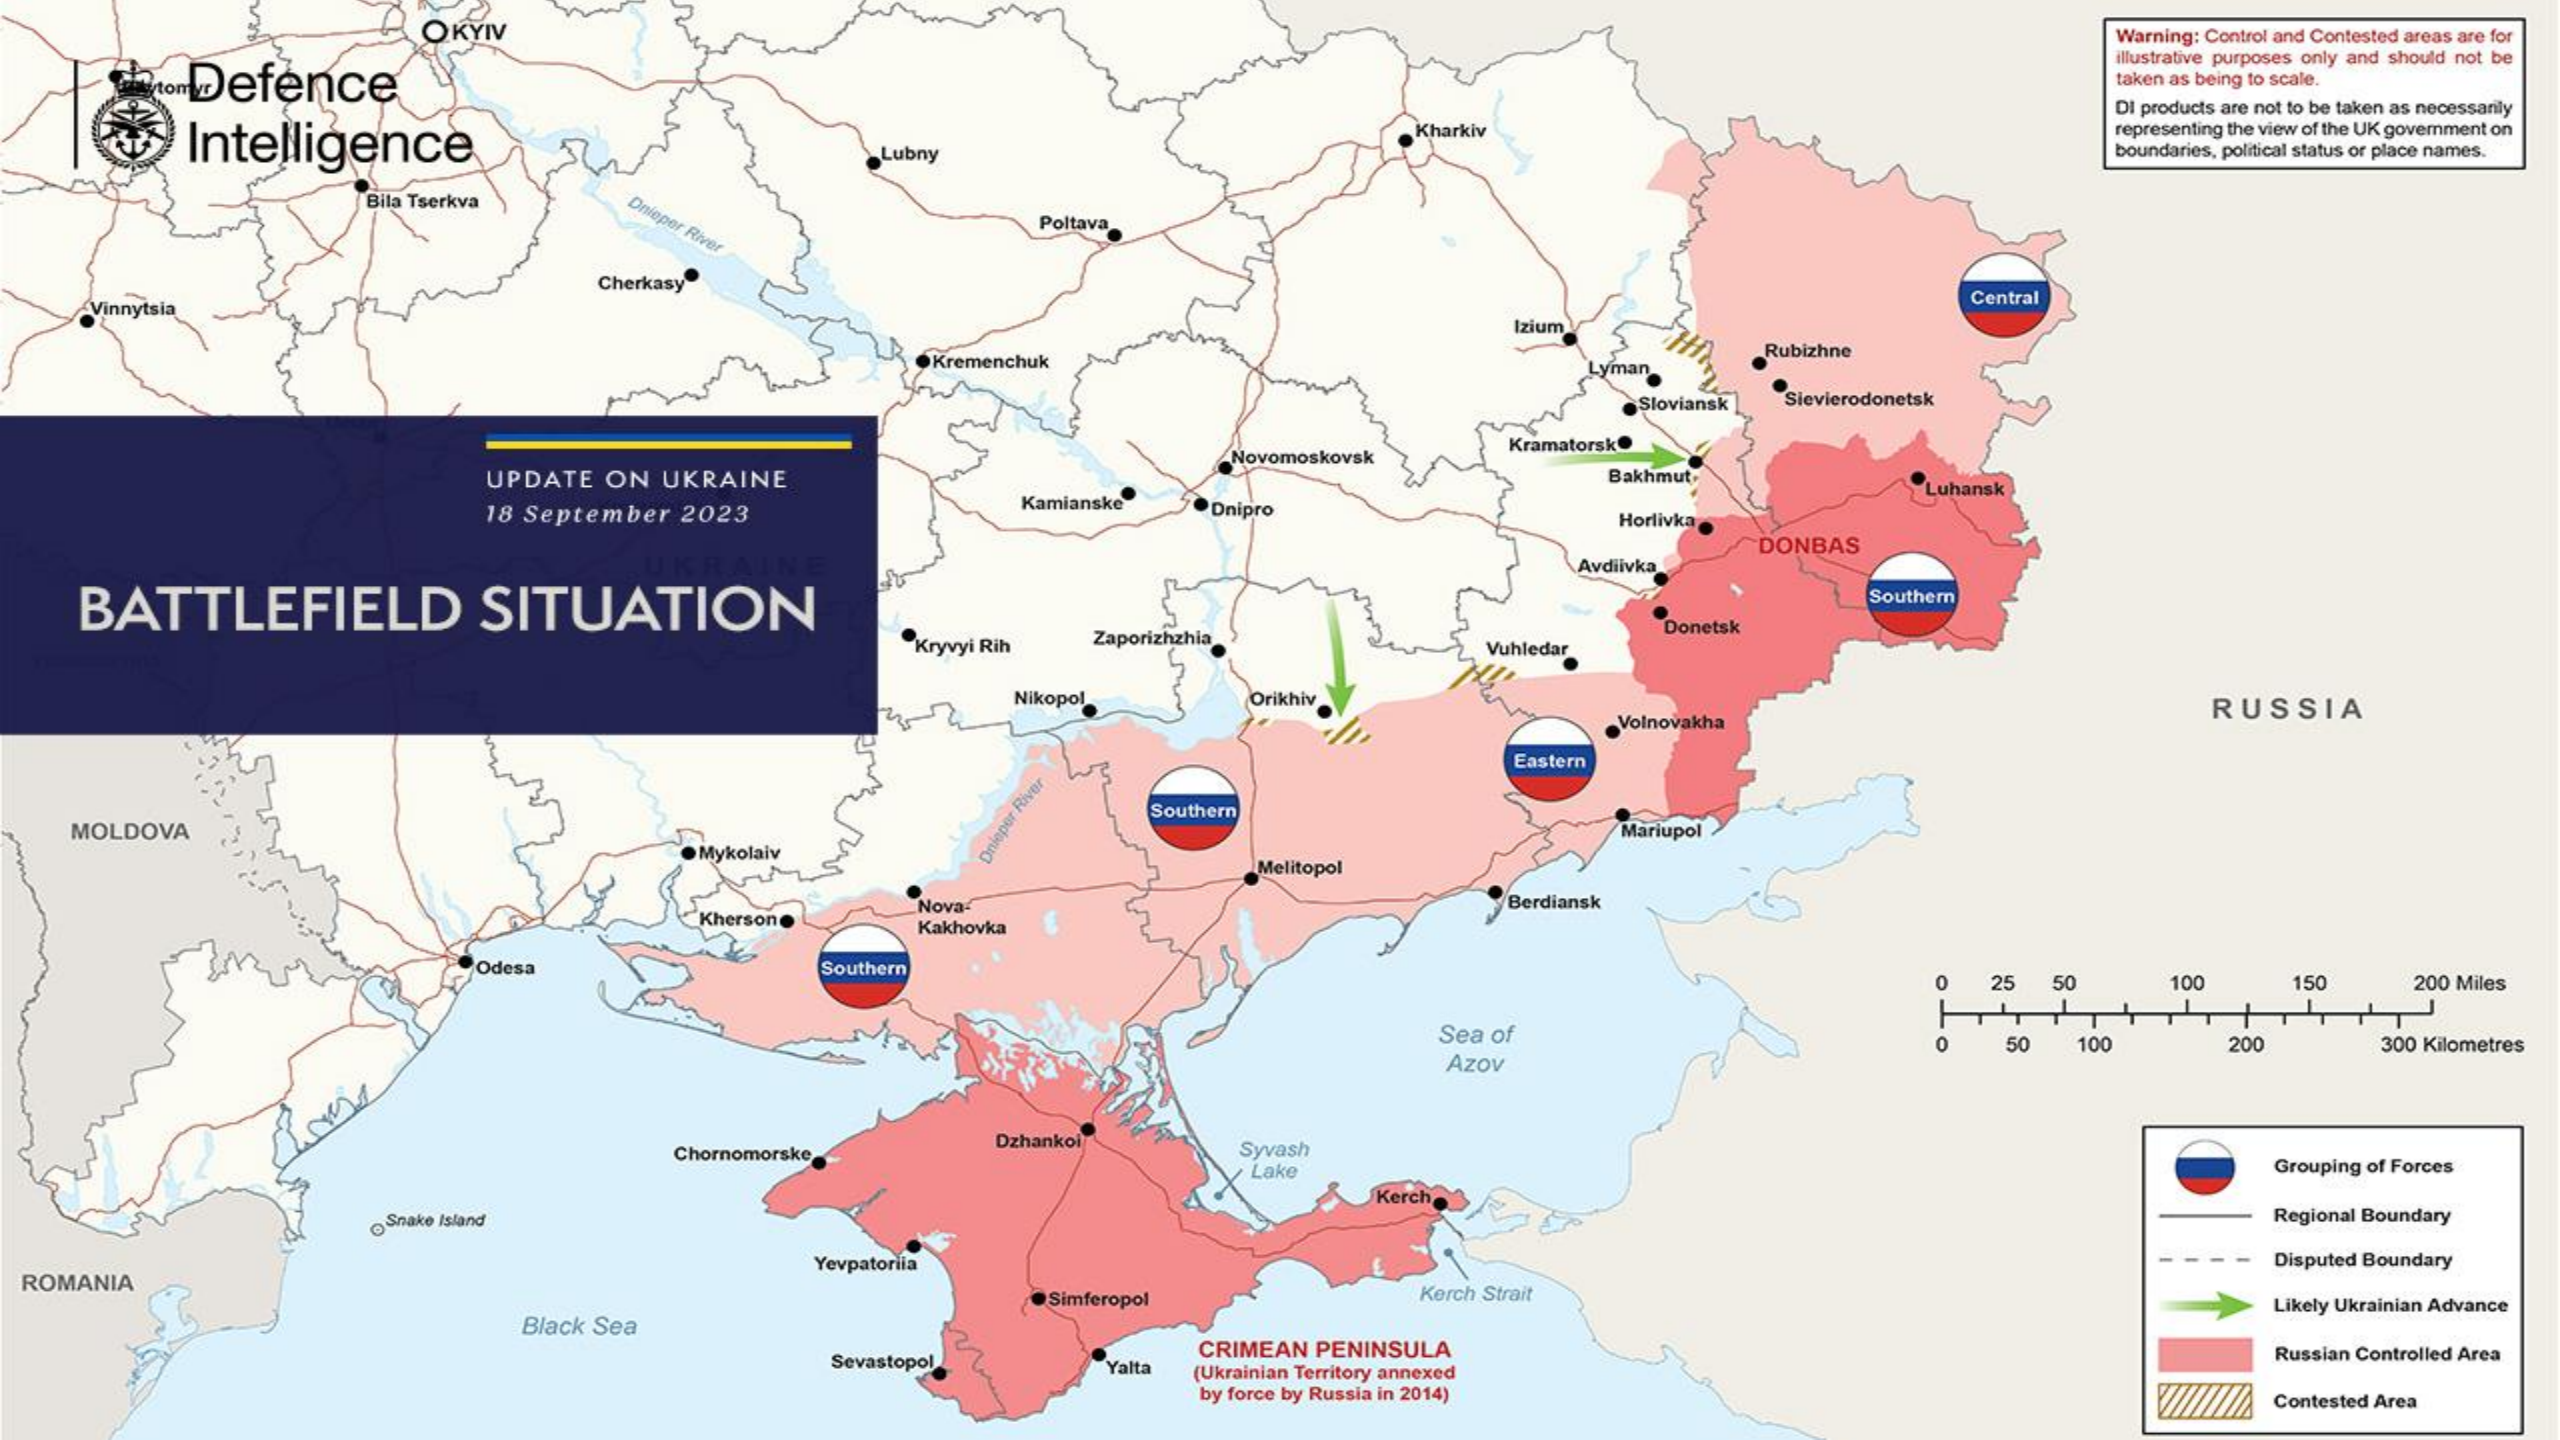 KYIV
Defence
Intelligence
Warning: Control and Contested areas are for
illustrative purposes only and should not be
taken as being to scale.
DI products are not to be taken as necessarily
representing the view of the UK government on
boundaries, political status or place names.
Kharkiv
Lubny
Bila Tserkva
Dnieper River
Poltava
Cherkasy
Central
Vinnytsia
Izium
Rubizhne
Kremenchuk
Lyman
Sievierodonetsk
Sloviansk
Kramatorsk
Novomoskovsk
Bakhmut
UPDATE ON UKRAINE
18 September 2023
Luhansk
Kamianske
Dnipro
Horlivka
DONBAS
UKRAINE
Avdiivka
Southern
BATTLEFIELD SITUATION
Donetsk
Zaporizhzhia
Kryvyi Rih
Vuhledar
Nikopol
Orikhiv
RUSSIA
Volnovakha
Eastern
Southern
Dnieper River
MOLDOVA
Mariupol
Mykolaiv
Melitopol
Berdiansk
Nova-
Kakhovka
Kherson
Southern
Odesa
0 25 50 100 150 200 Miles
0 50 100 200 300 Kilometres
Sea of
Azov
Dzhankoi
Chornomorske
Syvash
Lake
Kerch
Snake Island
Yevpatoriia
Kerch Strait
ROMANIA
Simferopol
Black Sea
Sevastopol
Yalta
CRIMEAN PENINSULA
(Ukrainian Territory annexed
by force by Russia in 2014)
Grouping of Forces
Regional Boundary
Disputed Boundary
Likely Ukrainian Advance
Russian Controlled Area
Contested Area